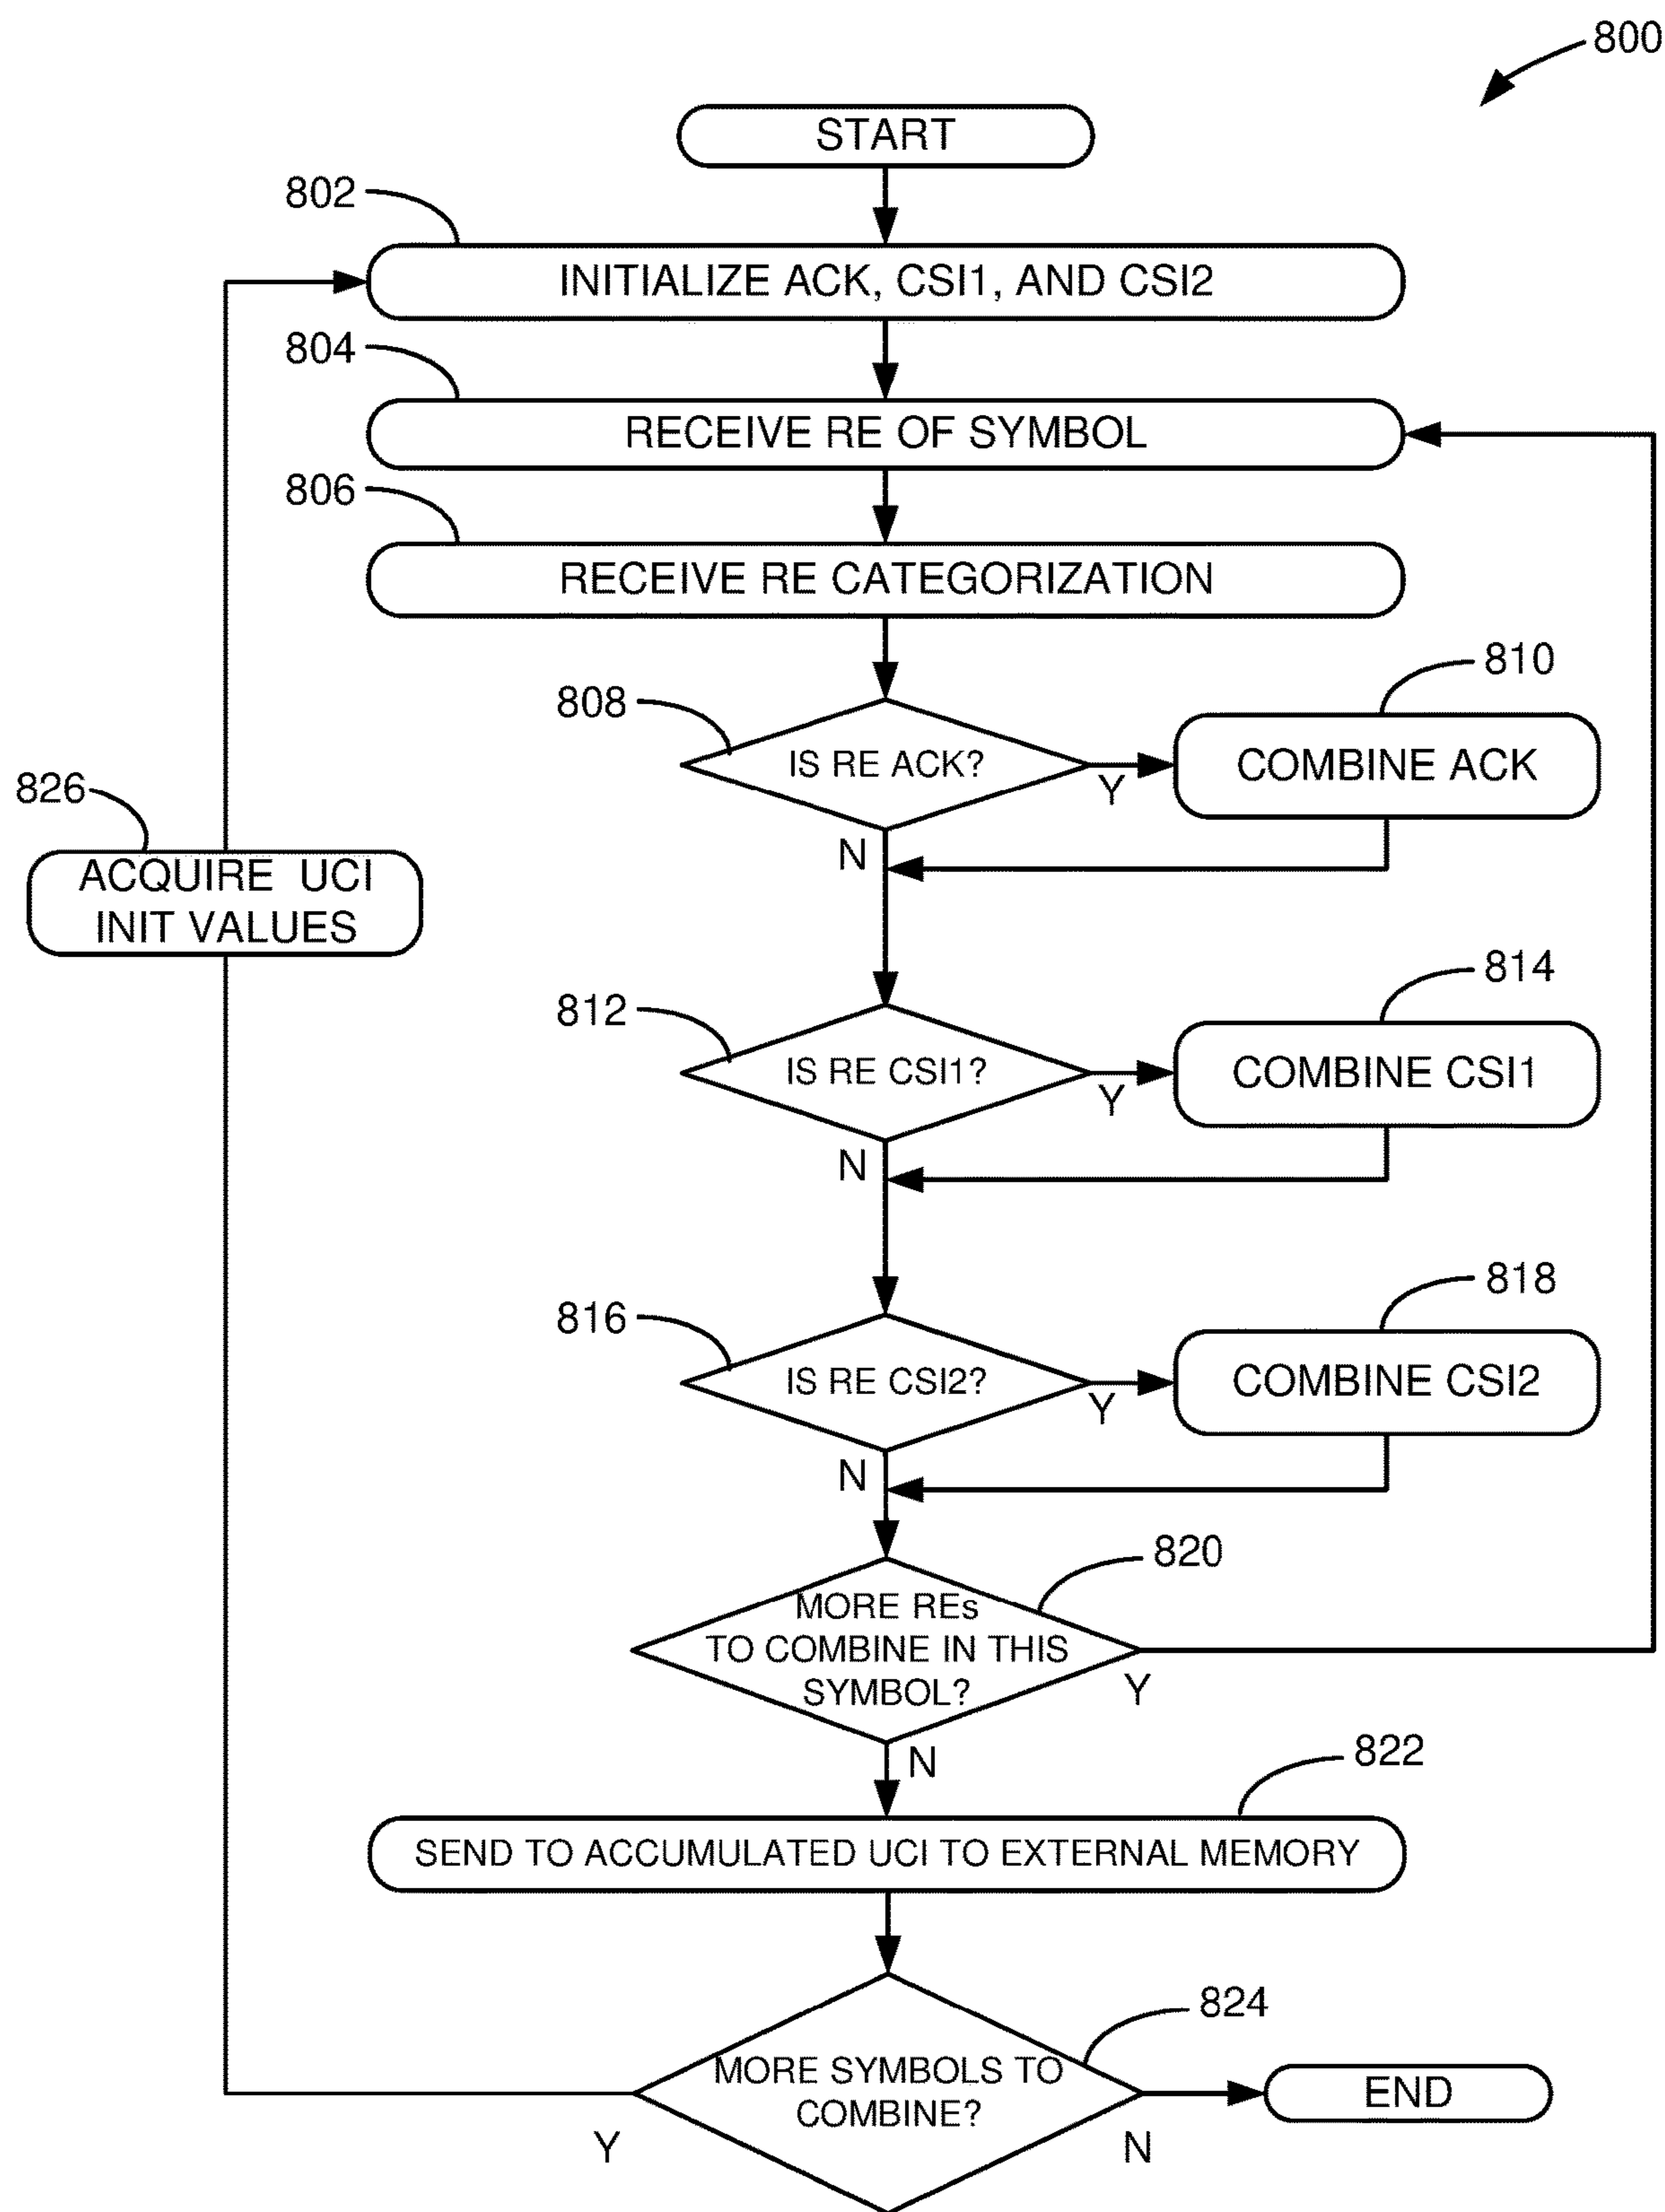 800
START
802
INITIALIZE ACK, CSI1, AND CSI2
804
RECEIVE RE OF SYMBOL
806
RECEIVE RE CATEGORIZATION
808
IS RE ACK?
Y
810
COMBINE ACK
N
826
ACQUIRE UCI
INIT VALUES
812
IS RE CSI1?
Y
814
COMBINE CSI1
N
816
IS RE CSI2?
Y
818
COMBINE CSI2
N
820
MORE REs
TO COMBINE IN THIS
SYMBOL?
Y
N
822
SEND TO ACCUMULATED UCI TO EXTERNAL MEMORY
824
MORE SYMBOLS TO
COMBINE?
Y
N
END